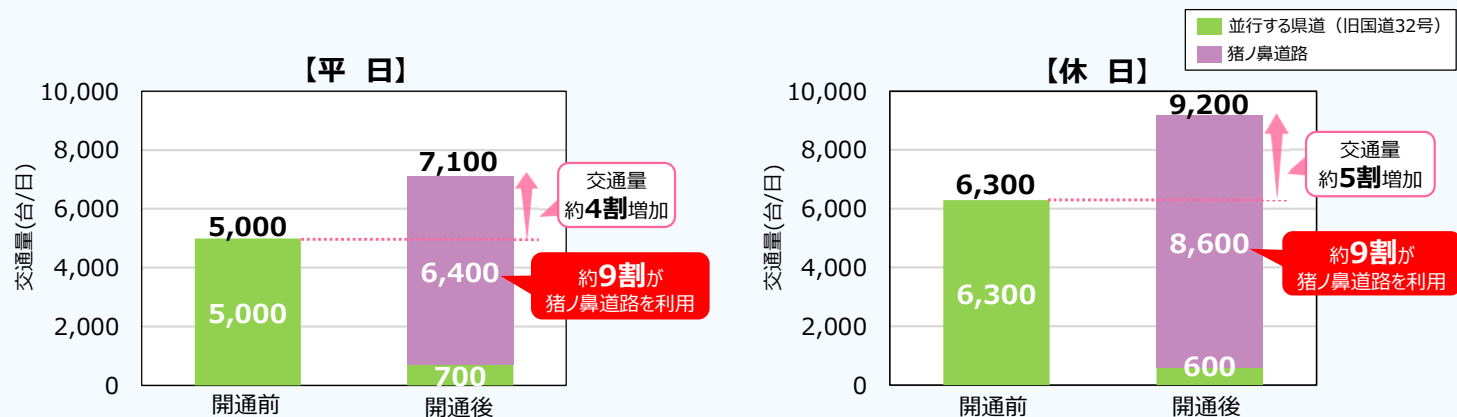 並行する県道（旧国道32号）
猪ノ鼻道路
【平 日】
交通量(台/日)
10,000
8,000
6,000
4,000
2,000
0
5,000
5,000
7,100
6,400
700
交通量
約4割増加
約9割が
猪ノ鼻道路を利用
開通前
開通後
【休 日】
交通量(台/日)
10,000
8,000
6,000
4,000
2,000
0
6,300
6,300
9,200
8,600
600
交通量
約5割増加
約9割が
猪ノ鼻道路を利用
開通前
開通後